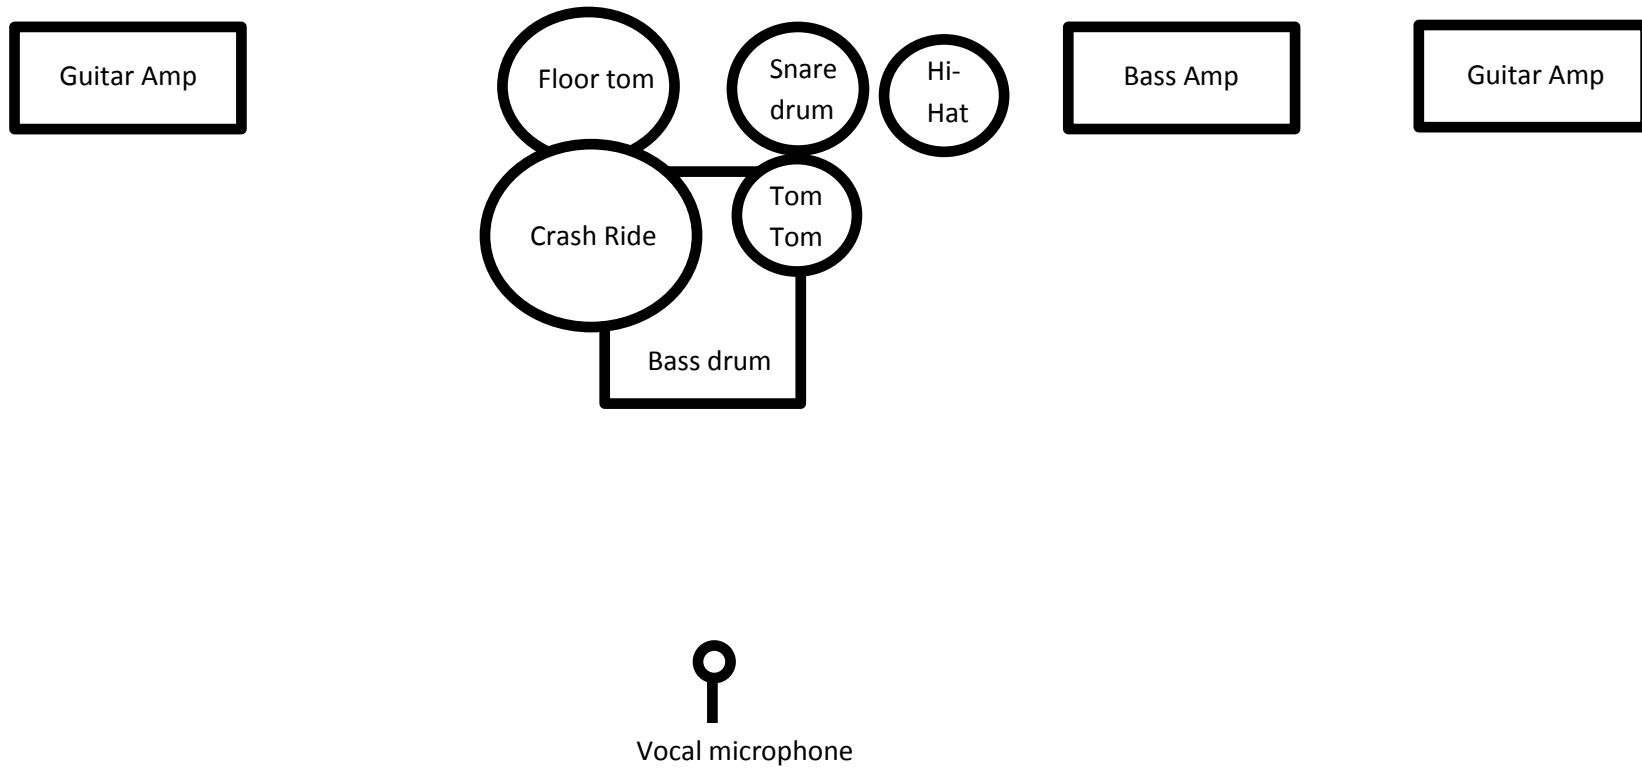 Guitar Amp
Floor tom
Snare
drum
Hi-
Hat
Bass Amp
Guitar Amp
Crash Ride
Tom
Tom
Bass drum
Vocal microphone